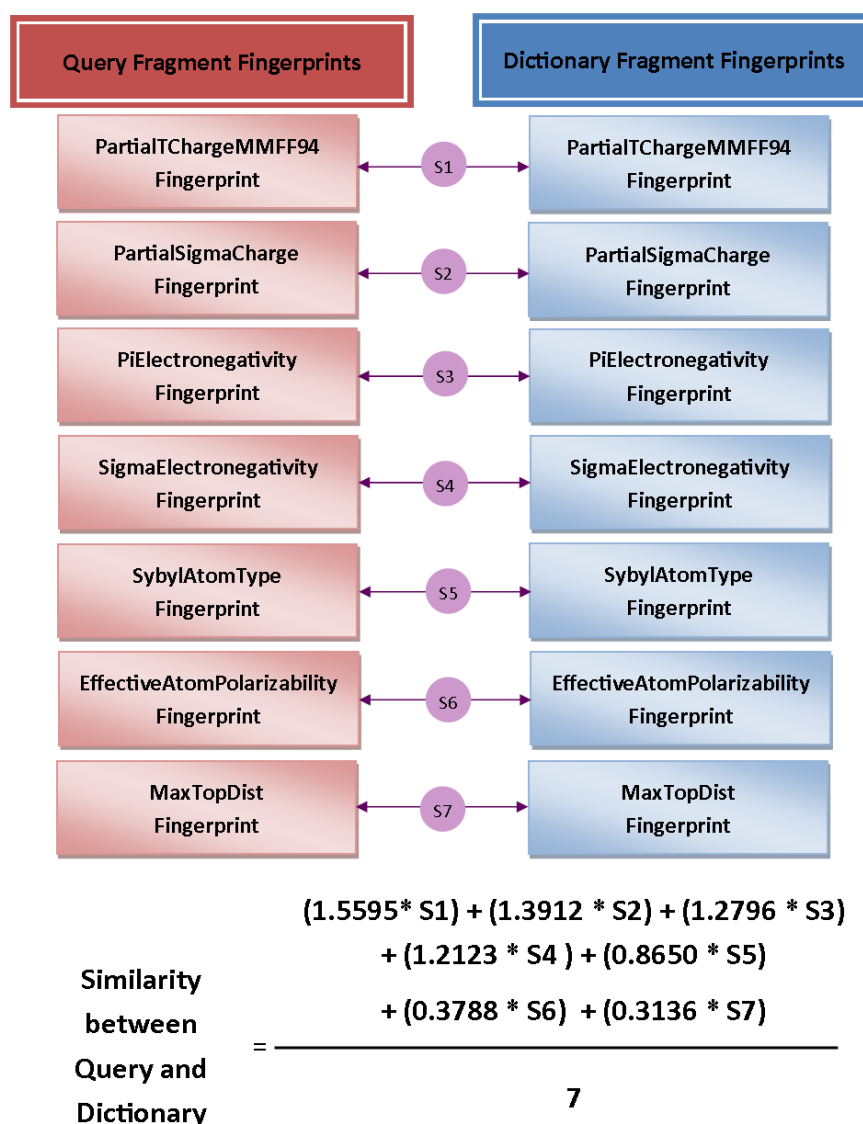 Query Fragment Fingerprints
Dictionary Fragment Fingerprints
PartialTChargeMMFF94
Fingerprint
S1
PartialTChargeMMFF94
Fingerprint
PartialSigmaCharge
Fingerprint
S2
PartialSigmaCharge
Fingerprint
PiElectronegativity
Fingerprint
S3
PiElectronegativity
Fingerprint
SigmaElectronegativity
Fingerprint
S4
SigmaElectronegativity
Fingerprint
SybylAtomType
Fingerprint
S5
SybylAtomType
Fingerprint
EffectiveAtomPolarizability
Fingerprint
S6
EffectiveAtomPolarizability
Fingerprint
MaxTopDist
Fingerprint
S7
MaxTopDist
Fingerprint
Similarity
between
Query and
Dictionary
=
(1.5595* S1) + (1.3912 * S2) + (1.2796 * S3)
+ (1.2123 * S4 ) + (0.8650 * S5)
+ (0.3788 * S6) + (0.3136 * S7)
7